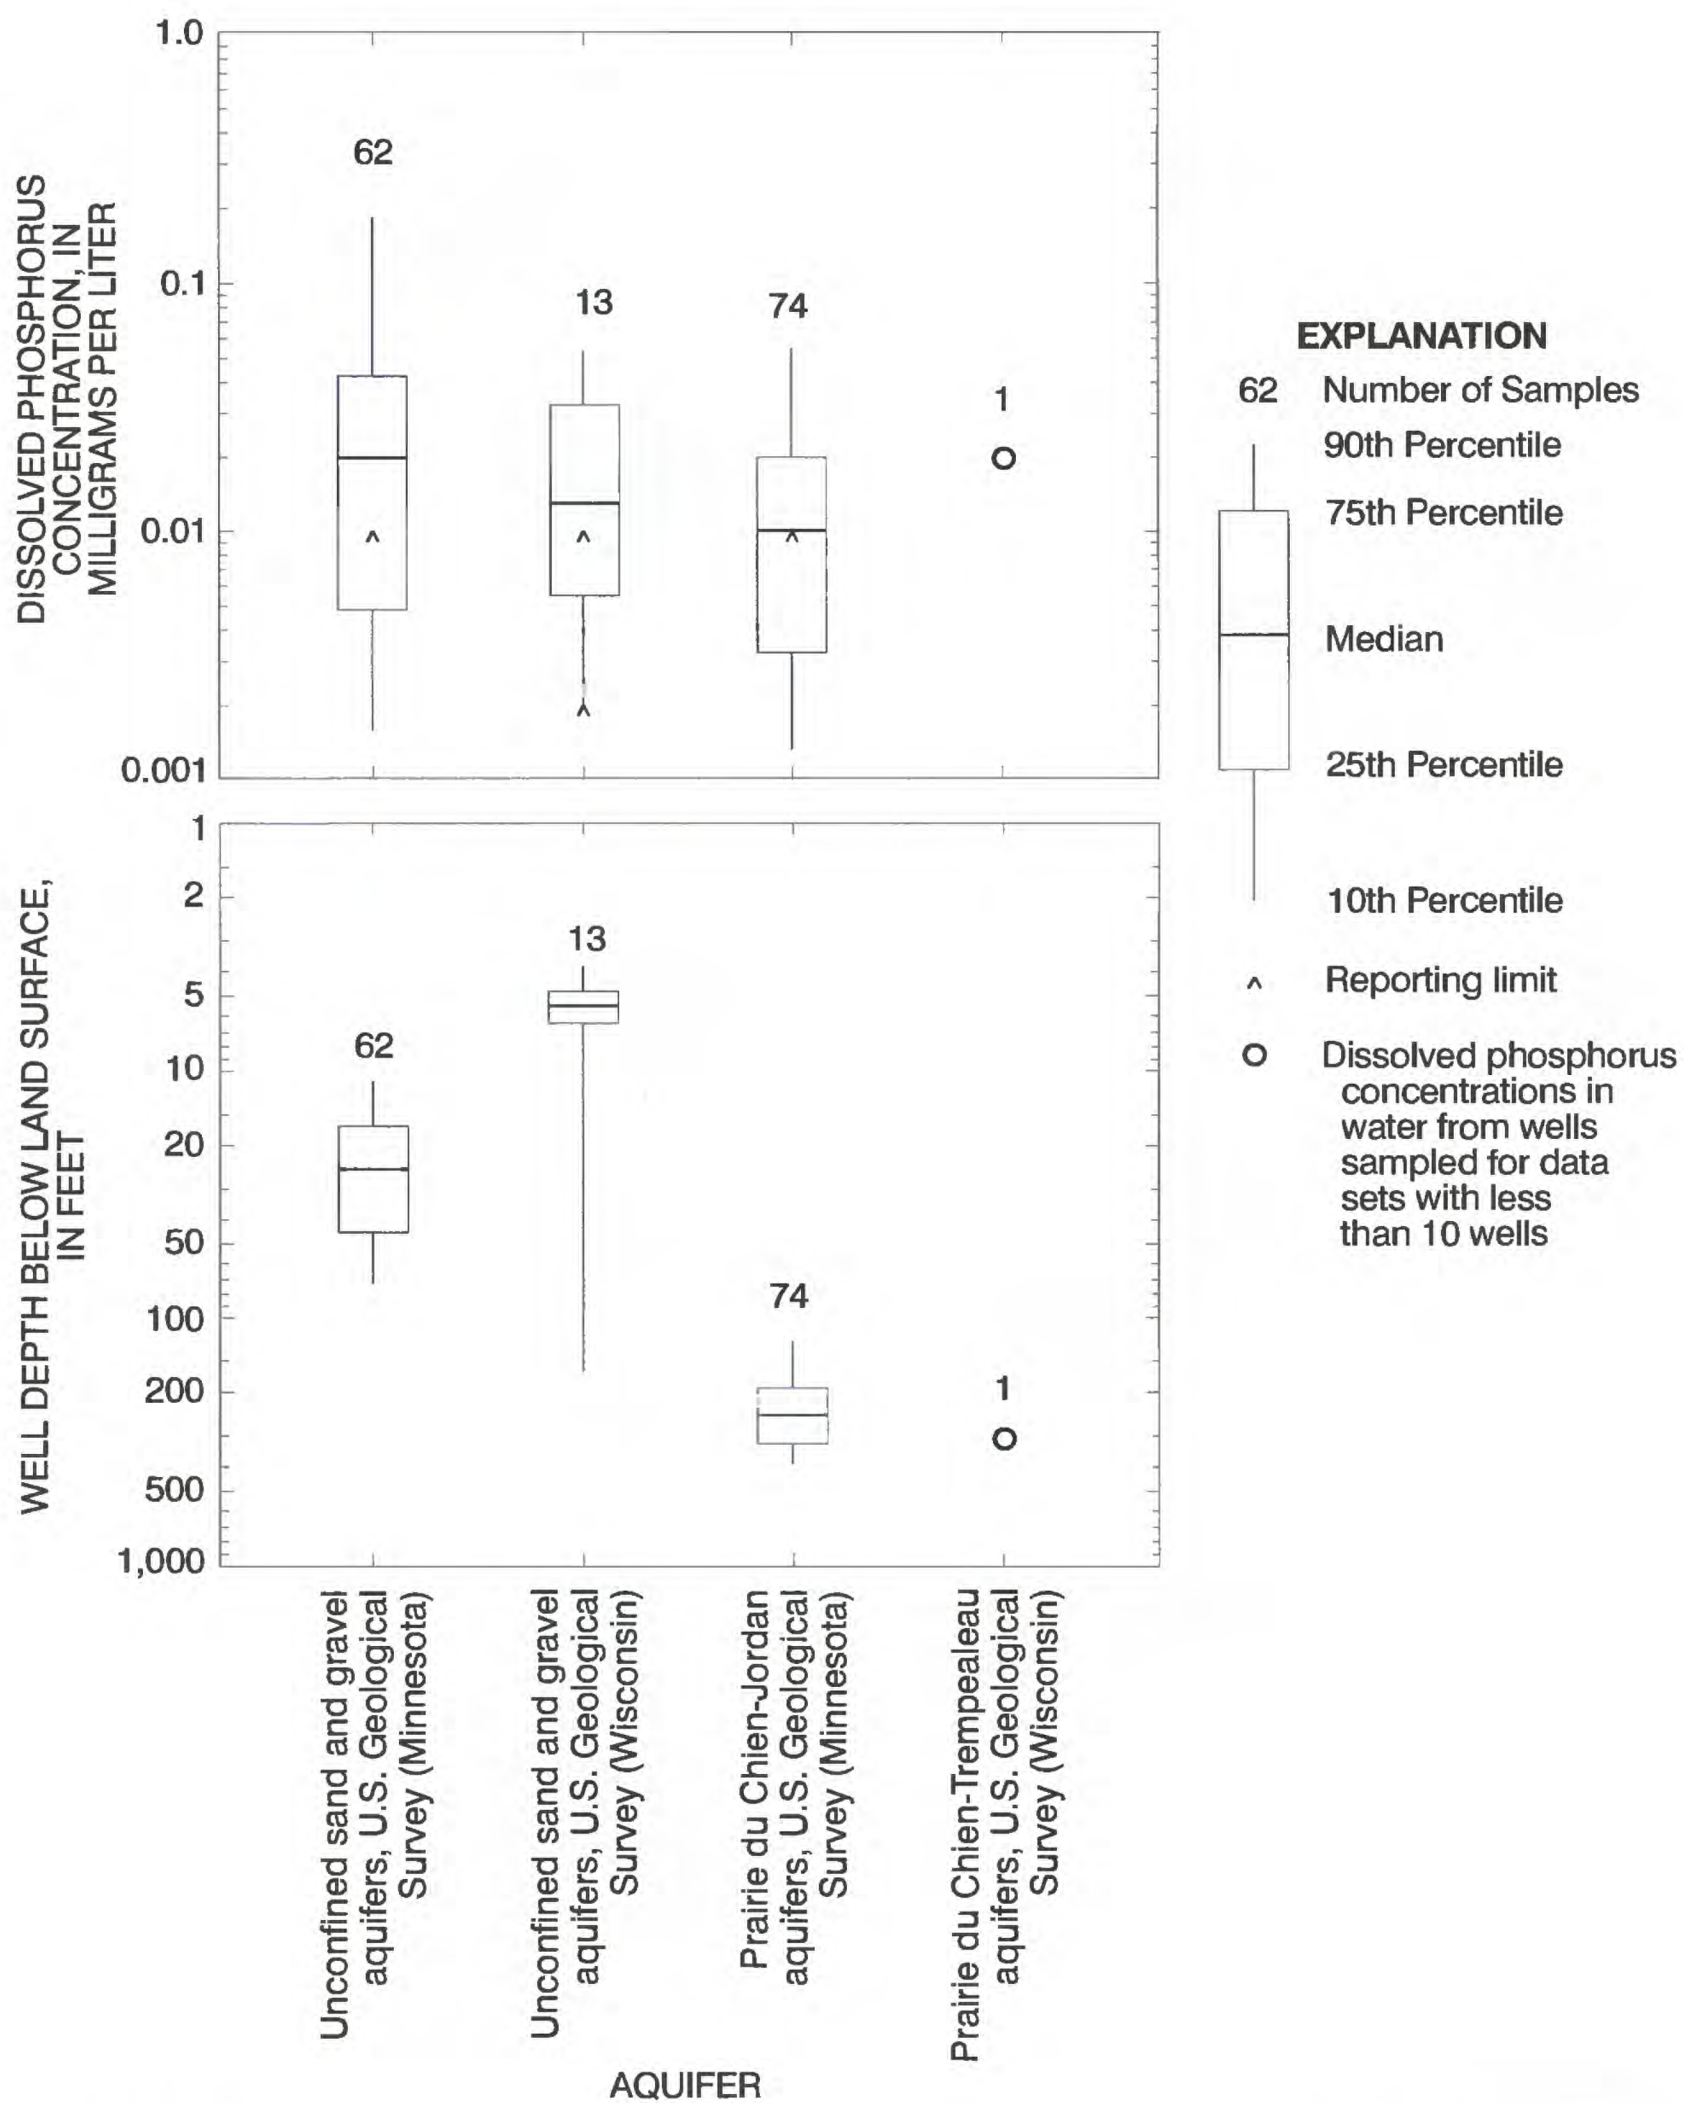 DISSOLVED PHOSPHORUS
CONCENTRATION, IN
MILLIGRAMS PER LITER
1.0
0.1
0.01
0.001
62
13
74
1
WELL DEPTH BELOW LAND SURFACE,
IN FEET
1
2
5
10
20
50
100
200
500
1,000
62
13
74
1
Unconfined sand and gravel
aquifers, U.S. Geological
Survey (Minnesota)
Unconfined sand and gravel
aquifers, U.S. Geological
Survey (Wisconsin)
Prairie du Chien-Jordan
aquifers, U.S. Geological
Survey (Minnesota)
Prairie du Chien-Trempealeau
aquifers, U.S. Geological
Survey (Wisconsin)
AQUIFER
EXPLANATION
62 Number of Samples
90th Percentile
75th Percentile
Median
25th Percentile
10th Percentile
^ Reporting limit
O Dissolved phosphorus
concentrations in
water from wells
sampled for data
sets with less
than 10 wells